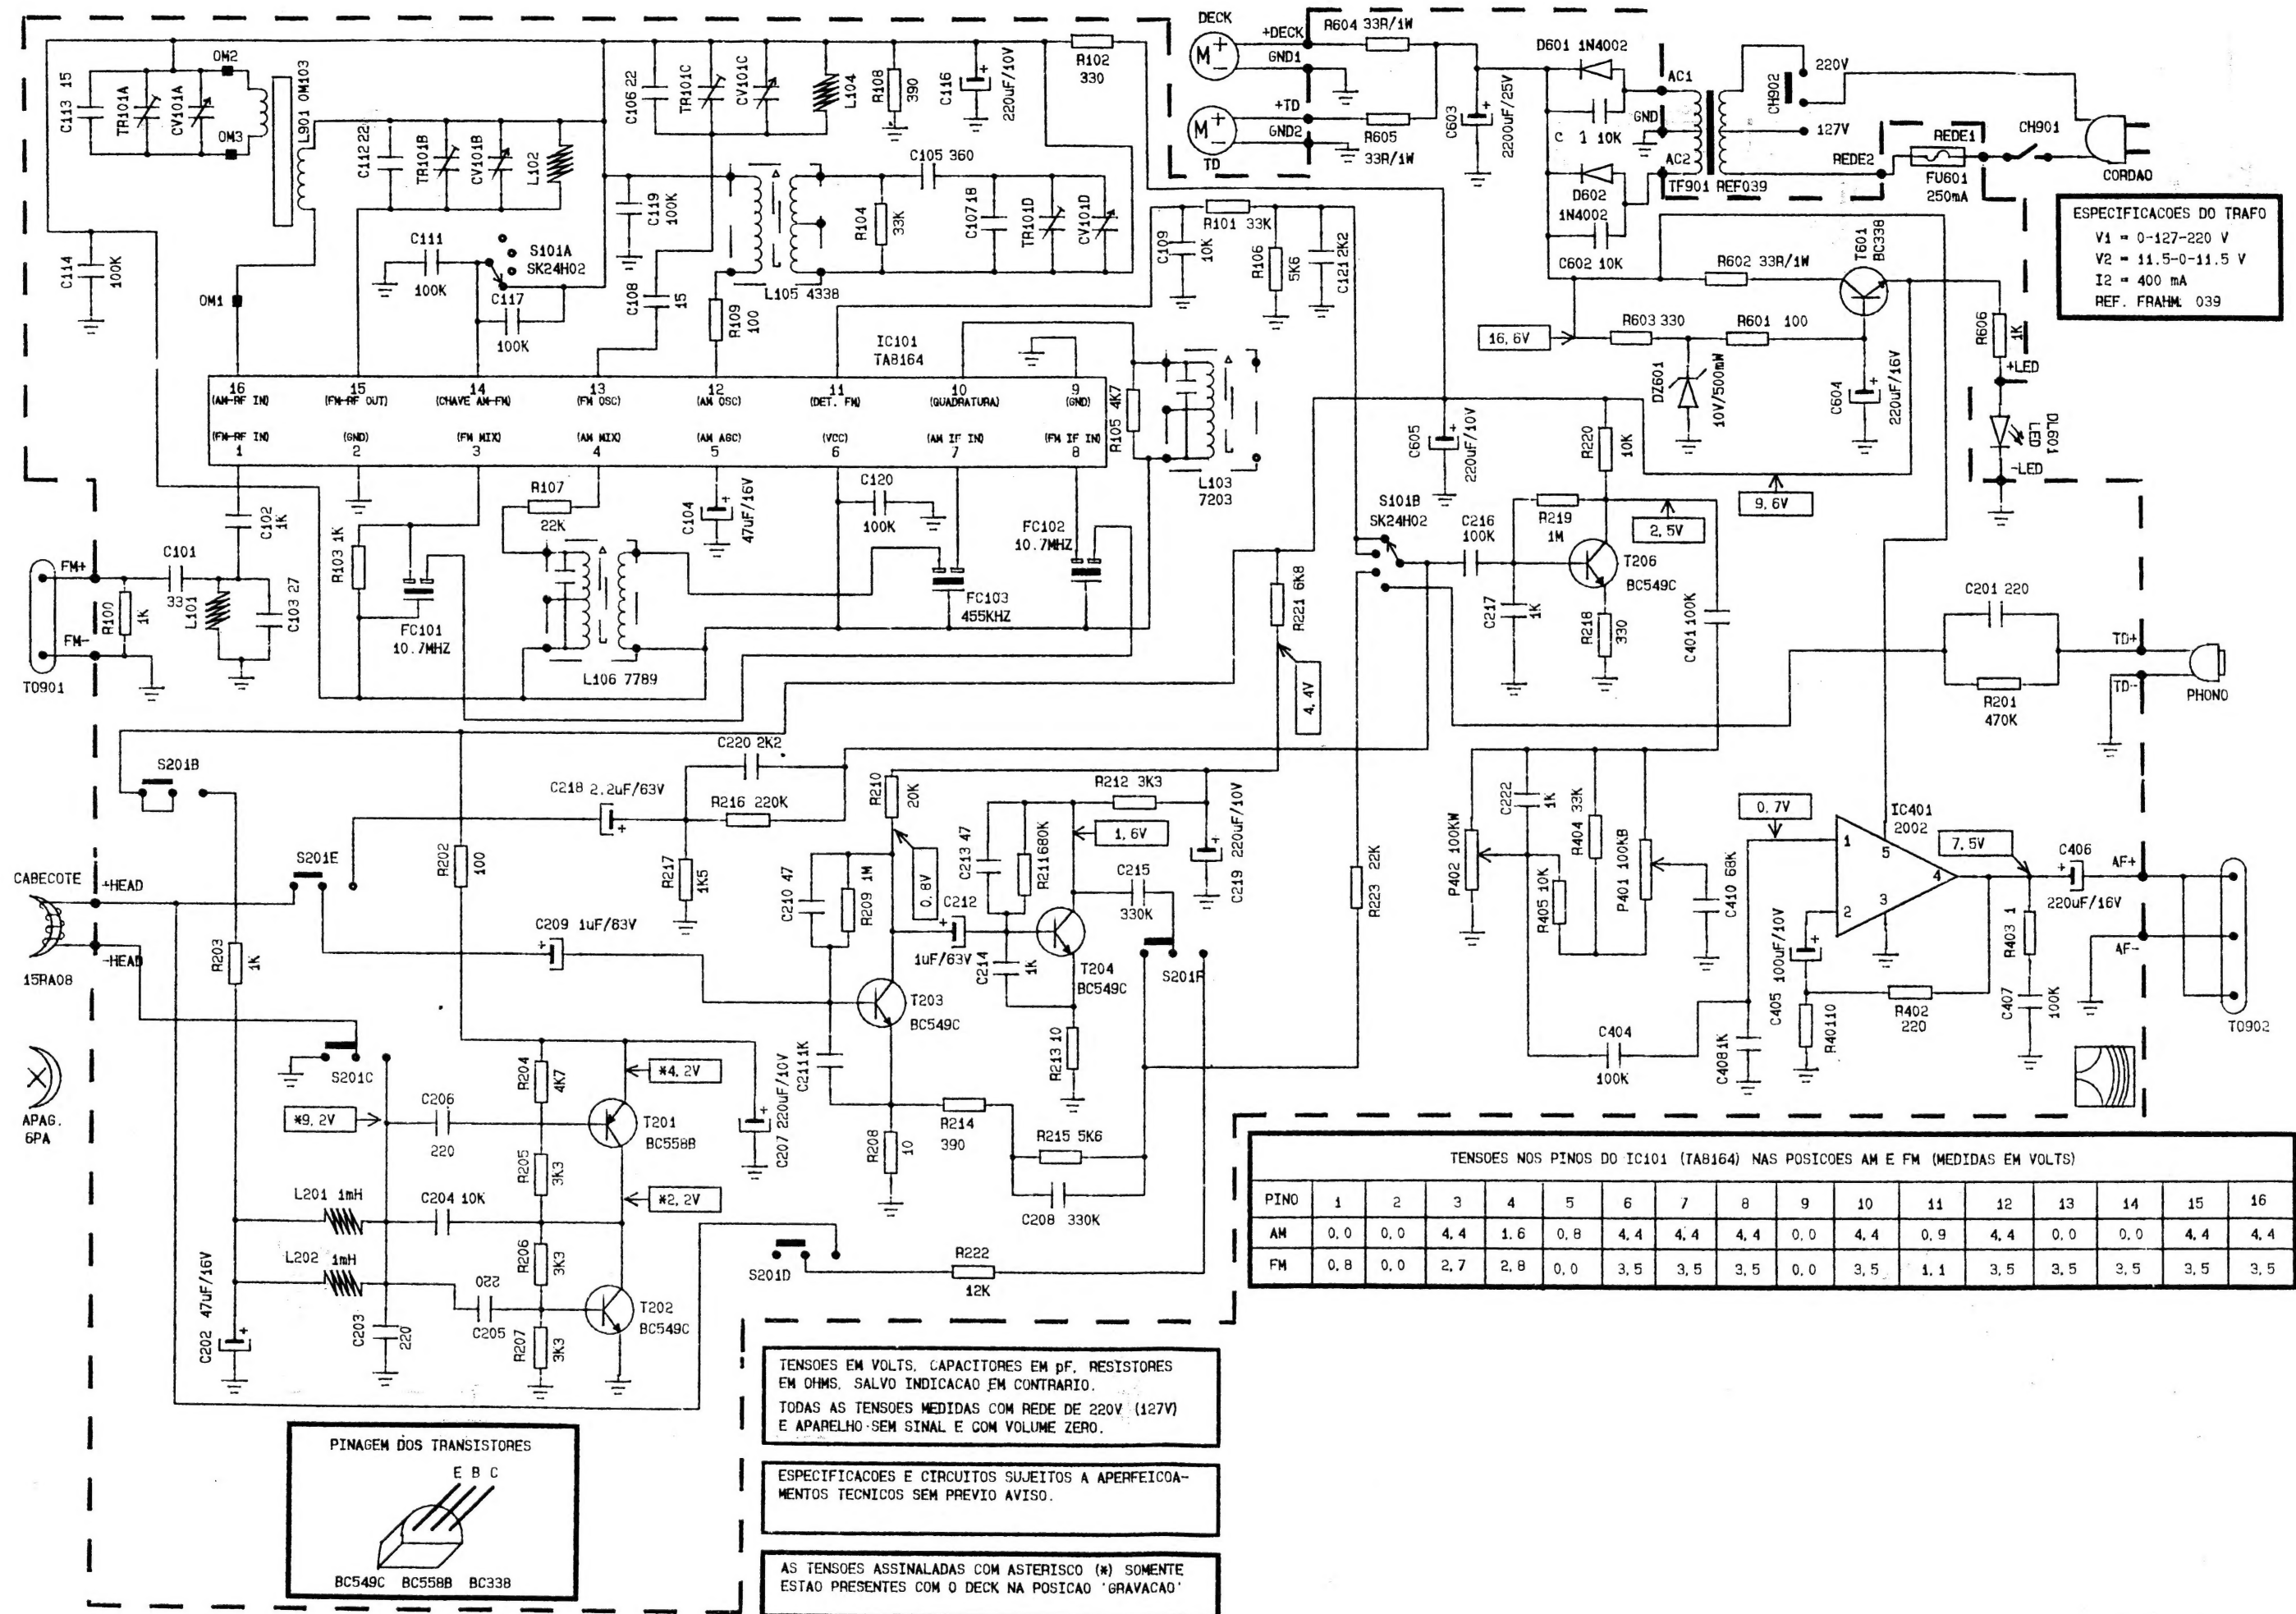 DECK
+DECK
GND1
R604 33R/1W
D601 1N4002
AC1
CH902
220V
127V
M
+TD
GND2
TD
M
R605
33R/1W
C603
2200uF/25V
C 1 10K
GND
AC2
D602
1N4002
C602 10K
TF901 REF039
REDE2
REDE1
FU601
250mA
CH901
CORDAO
ESPECIFICACOES DO TRAFO
V1 = 0-127-220 V
V2 = 11.5-0-11.5 V
I2 = 400 mA
REF. FRAHM: 039
C113 15
TR101A
CV101A
OM2
OM3
L901 OM103
C112 22
TR101B
CV101B
L102
C106 22
TR101C
CV101C
L104
R108
390
C116
220uF/10V
R102
330
C114
100K
OM1
C111
100K
S101A
SK24H02
C117
100K
C119
100K
C108
15
R109
100
L105 4338
R104
33K
C105 360
C107 18
TR101D
CV101D
C109
10K
R101 33K
R106
5K6
C121 2K2
IC101
TA8164
16
(AM-RF IN)
15
(FM-RF OUT)
14
(CHAVE AM-FM)
13
(FM OSC)
12
(AM OSC)
11
(DET. FM)
10
(QUADRATURA)
9
(GND)
(FM-RF IN)
1
(GND)
2
(FM MIX)
3
(AM MIX)
4
(AM AGC)
5
(VCC)
6
(AM IF IN)
7
(FM IF IN)
8
R105 4K7
L103
7203
R602 33R/1W
T601
BC338
16,6V
R603 330
R601 100
DZ601
10V/500mW
C604
220uF/16V
R606
1K
+LED
DL601
LED
-LED
C605
220uF/10V
R220
10K
9,6V
2,5V
FM+
FM-
TO901
R100
1K
C101
33
L101
C102
1K
C103 27
R103 1K
FC101
10.7MHZ
R107
22K
L106 7789
C104
47uF/16V
C120
100K
FC103
455KHZ
FC102
10.7MHZ
S101B
SK24H02
C216
100K
R219
1M
T206
BC549C
C217
1K
R218
330
C401 100K
R221 6K8
4,4V
C201 220
R201
470K
TD+
TD-
PHONO
S201B
CABECOTE
+HEAD
-HEAD
15RA08
APAG.
6PA
S201E
R203
1K
R202
100
C218 2.2uF/63V
C220 2K2
R216 220K
R217
1K5
C209 1uF/63V
C210 47
R209 1M
R210
20K
0.8V
C212
1uF/63V
T203
BC549C
C211 1K
C213 47
R211 680K
1,6V
R212 3K3
C219 220uF/10V
C214
1K
T204
BC549C
C215
330K
S201F
R213 10
R223 22K
P402 100KW
C222
1K
R404 33K
R405 10K
P401 100KB
C410 68K
0.7V
IC401
2002
1
2
3
4
5
7.5V
C406
220uF/16V
AF+
AF-
TO902
C404
100K
C408 1K
C405 100uF/10V
R401 10
R402
220
R403 1
C407
100K
S201C
*9,2V
C206
220
R204
4K7
*4,2V
T201
BC558B
C207 220uF/10V
R205
3K3
*2,2V
R206
3K3
R207
3K3
T202
BC549C
L201 1mH
L202 1mH
C204 10K
220
C205
C203
220
C202 47uF/16V
R208
10
R214
390
R215 5K6
C208 330K
S201D
R222
12K
TENSOES NOS PINOS DO IC101 (TA8164) NAS POSICOES AM E FM (MEDIDAS EM VOLTS)
PINO 1 2 3 4 5 6 7 8 9 10 11 12 13 14 15 16
AM 0,0 0,0 4,4 1.6 0,8 4,4 4,4 4,4 0,0 4,4 0,9 4,4 0,0 0,0 4,4 4,4
FM 0,8 0,0 2,7 2,8 0,0 3,5 3,5 3,5 0,0 3,5 1,1 3,5 3,5 3,5 3,5 3,5
TENSOES EM VOLTS, CAPACITORES EM pF, RESISTORES
EM OHMS, SALVO INDICACAO EM CONTRARIO.
TODAS AS TENSOES MEDIDAS COM REDE DE 220V (127V)
E APARELHO SEM SINAL E COM VOLUME ZERO.
ESPECIFICACOES E CIRCUITOS SUJEITOS A APERFEICOA-
MENTOS TECNICOS SEM PREVIO AVISO.
AS TENSOES ASSINALADAS COM ASTERISCO (*) SOMENTE
ESTAO PRESENTES COM O DECK NA POSICAO 'GRAVACAO'
PINAGEM DOS TRANSISTORES
E B C
BC549C BC558B BC338